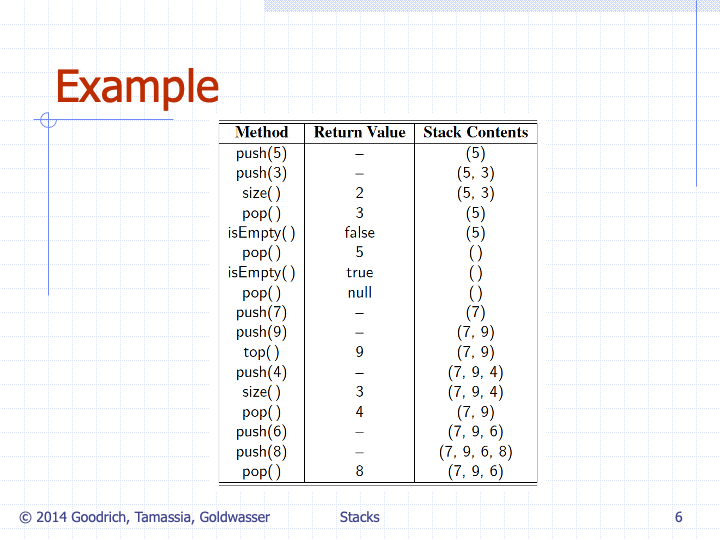 Example
Method Return Value Stack Contents
push(5) – (5)
push(3) – (5, 3)
size( ) 2 (5, 3)
pop( ) 3 (5)
isEmpty( ) false (5)
pop( ) 5 ( )
isEmpty( ) true ( )
pop( ) null ( )
push(7) – (7)
push(9) – (7, 9)
top( ) 9 (7, 9)
push(4) – (7, 9, 4)
size( ) 3 (7, 9, 4)
pop( ) 4 (7, 9)
push(6) – (7, 9, 6)
push(8) – (7, 9, 6, 8)
pop( ) 8 (7, 9, 6)
© 2014 Goodrich, Tamassia, Goldwasser Stacks 6